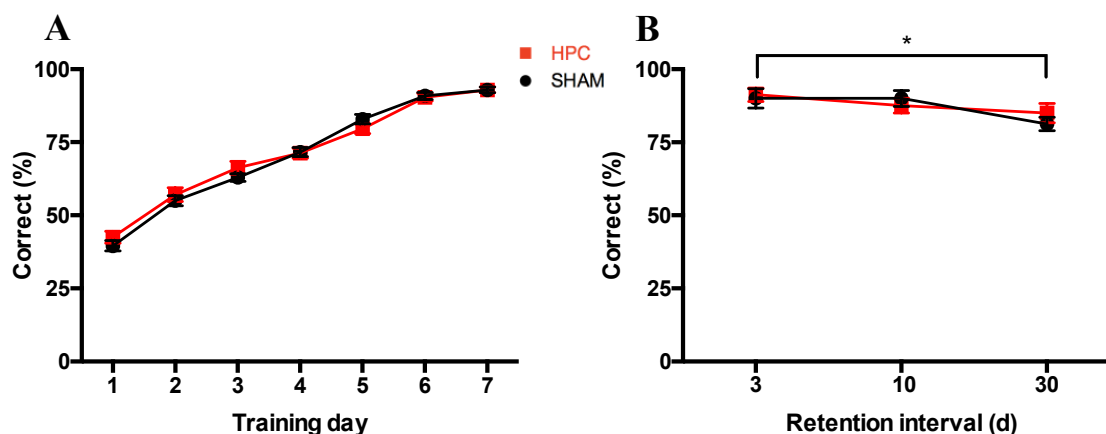 A
HPC
SHAM
100
75
50
25
0
Correct (%)
1 2 3 4 5 6 7
Training day
B
*
100
75
50
25
0
Correct (%)
3 10 30
Retention interval (d)